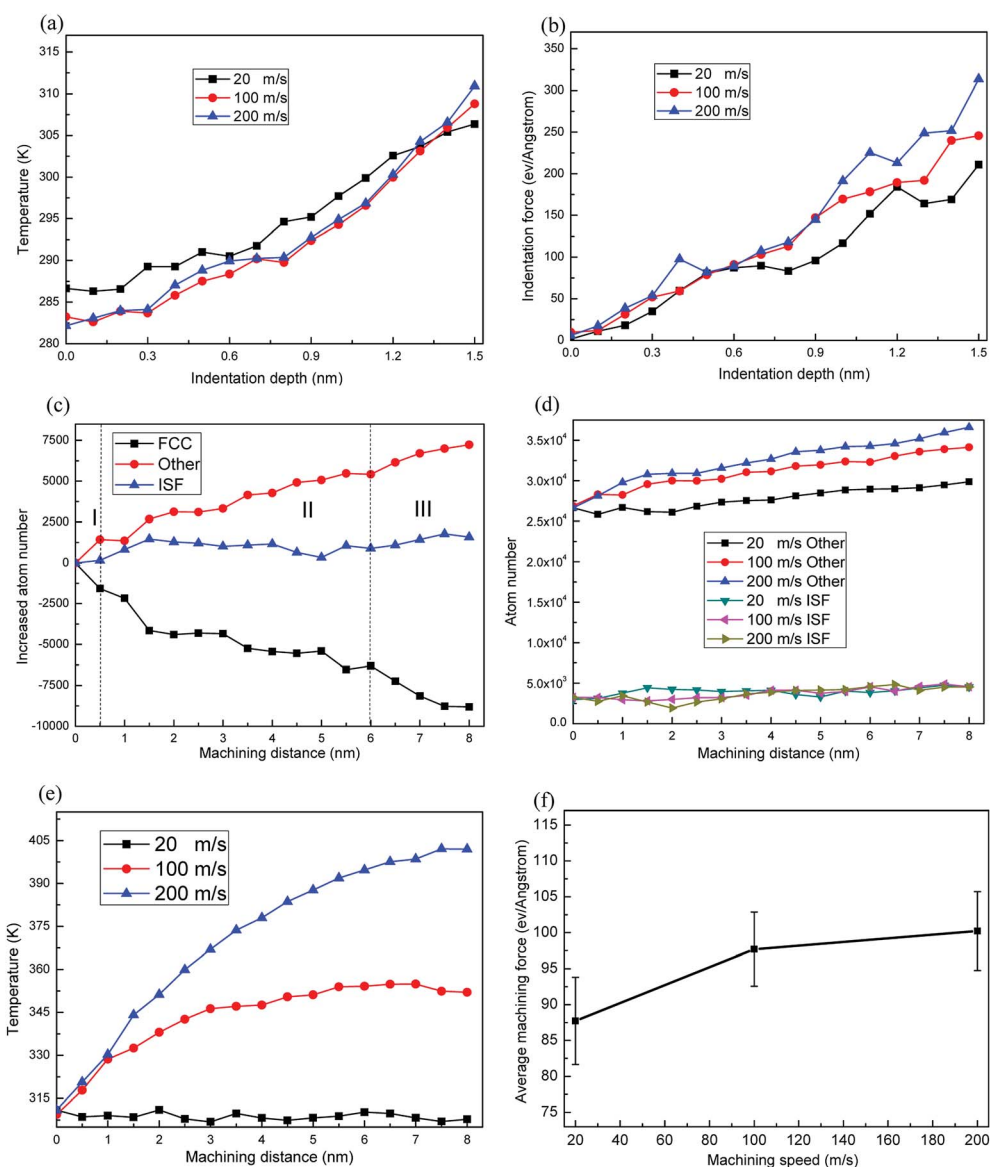 (a)
317
315
310
305
300
295
290
285
280
0.0 0.3 0.6 0.9 1.2 1.5
Temperature (K)
Indentation depth (nm)
20 m/s
100 m/s
200 m/s
(b)
350
300
250
200
150
100
50
0
0.0 0.3 0.6 0.9 1.2 1.5
Indentation force (ev/Angstrom)
Indentation depth (nm)
20 m/s
100 m/s
200 m/s
(c)
7500
5000
2500
0
-2500
-5000
-7500
-10000
0 1 2 3 4 5 6 7 8
Increased atom number
Machining distance (nm)
FCC
Other
ISF
I
II
III
(d)
3.5x10⁴
3.0x10⁴
2.5x10⁴
2.0x10⁴
1.5x10⁴
1.0x10⁴
5.0x10³
0.0
0 1 2 3 4 5 6 7 8
Atom number
Machining distance (nm)
20 m/s Other
100 m/s Other
200 m/s Other
20 m/s ISF
100 m/s ISF
200 m/s ISF
(e)
405
390
375
360
345
330
315
0 1 2 3 4 5 6 7 8
Temperature (K)
Machining distance (nm)
20 m/s
100 m/s
200 m/s
(f)
115
110
105
100
95
90
85
80
75
20 40 60 80 100 120 140 160 180 200
Average machining force (ev/Angstrom)
Machining speed (m/s)